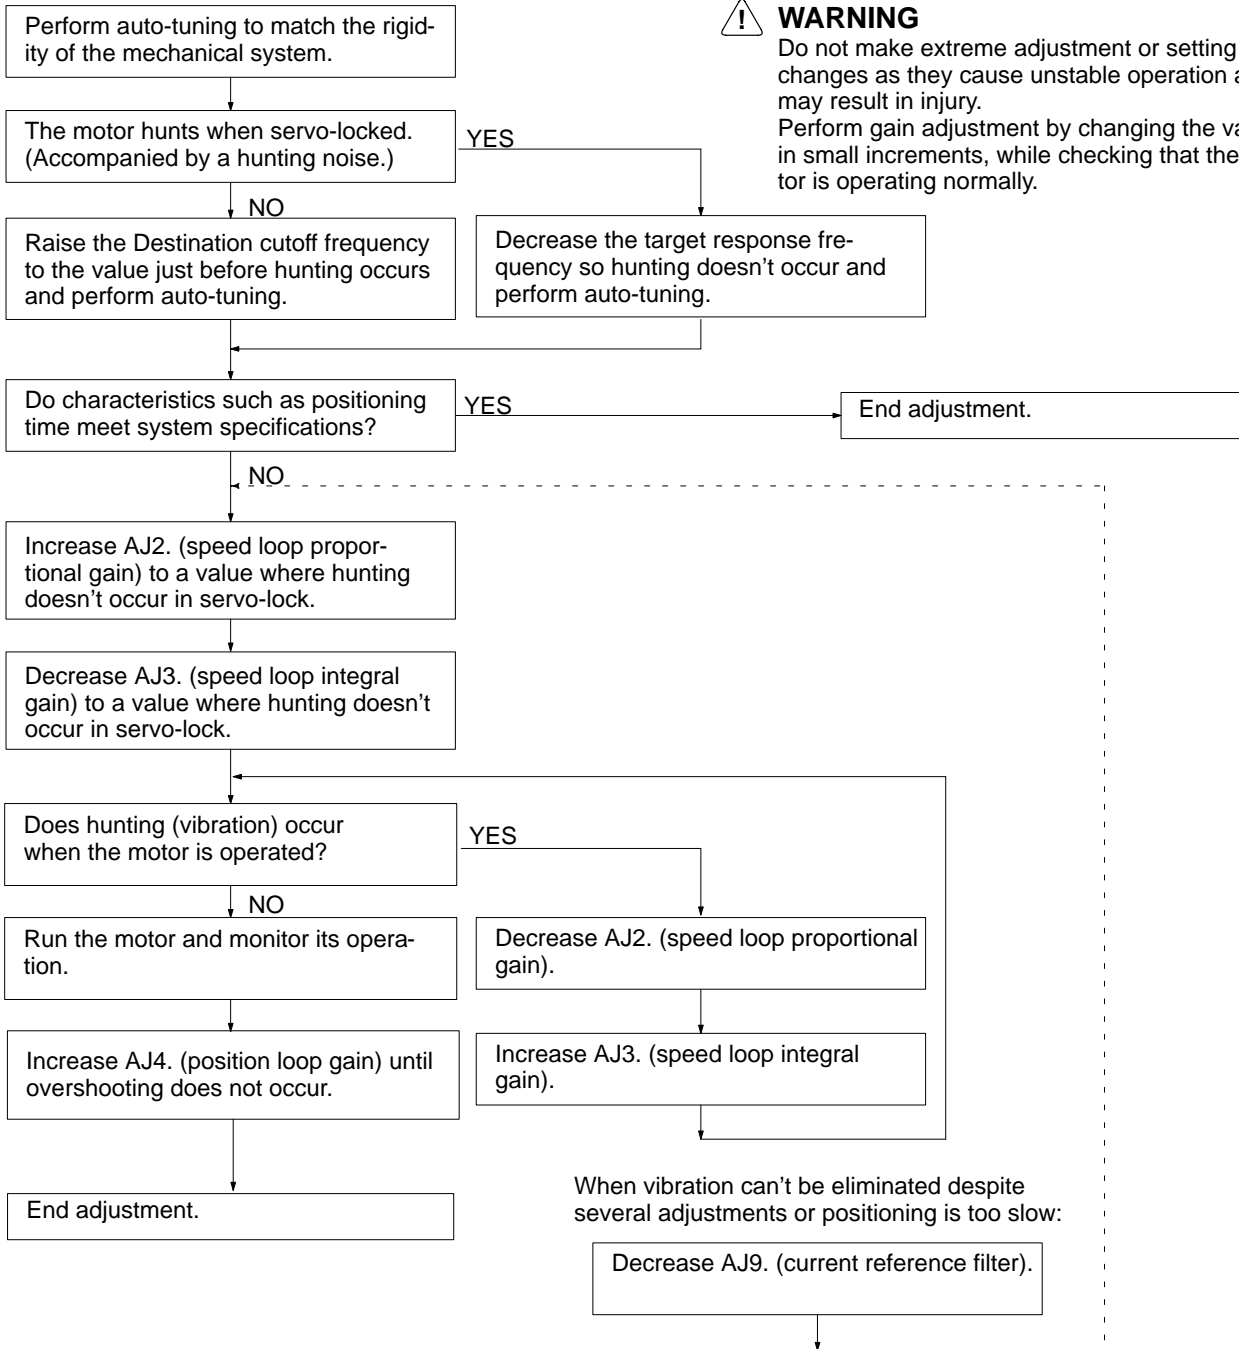 Perform auto-tuning to match the rigid-
ity of the mechanical system.
! WARNING
Do not make extreme adjustment or setting
changes as they cause unstable operation
may result in injury.
Perform gain adjustment by changing the
in small increments, while checking that the
tor is operating normally.
The motor hunts when servo-locked.
(Accompanied by a hunting noise.)
YES
NO
Raise the Destination cutoff frequency
to the value just before hunting occurs
and perform auto-tuning.
Decrease the target response fre-
quency so hunting doesn't occur and
perform auto-tuning.
Do characteristics such as positioning
time meet system specifications?
YES
End adjustment.
NO
Increase AJ2. (speed loop propor-
tional gain) to a value where hunting
doesn't occur in servo-lock.
Decrease AJ3. (speed loop integral
gain) to a value where hunting doesn't
occur in servo-lock.
Does hunting (vibration) occur
when the motor is operated?
YES
NO
Run the motor and monitor its opera-
tion.
Decrease AJ2. (speed loop proportional
gain).
Increase AJ4. (position loop gain) until
overshooting does not occur.
Increase AJ3. (speed loop integral
gain).
End adjustment.
When vibration can't be eliminated despite
several adjustments or positioning is too slow:
Decrease AJ9. (current reference filter).